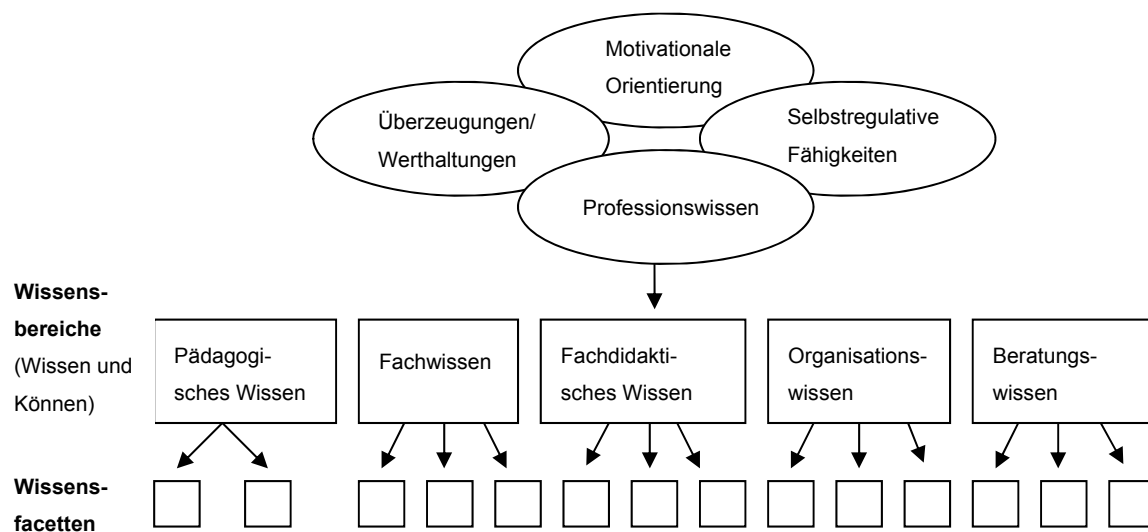 Motivationale
Orientierung
Überzeugungen/
Werthaltungen
Selbstregulative
Fähigkeiten
Professionswissen
Wissens-
bereiche
(Wissen und
Können)
Pädagogi-
sches Wissen
Fachwissen
Fachdidakti-
sches Wissen
Organisations-
wissen
Beratungs-
wissen
Wissens-
facetten